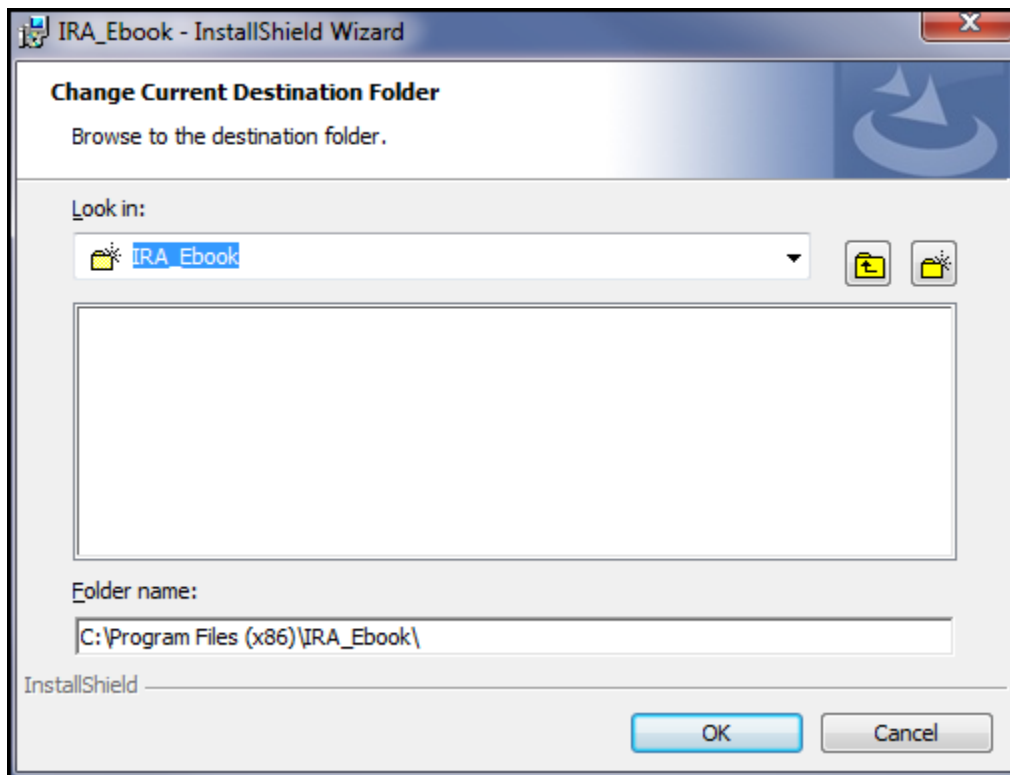 IRA_Ebook - InstallShield Wizard
X
Change Current Destination Folder
Browse to the destination folder.
Look in:
IRA_Ebook
Folder name:
C:\Program Files (x86)\IRA_Ebook\
InstallShield
OK Cancel